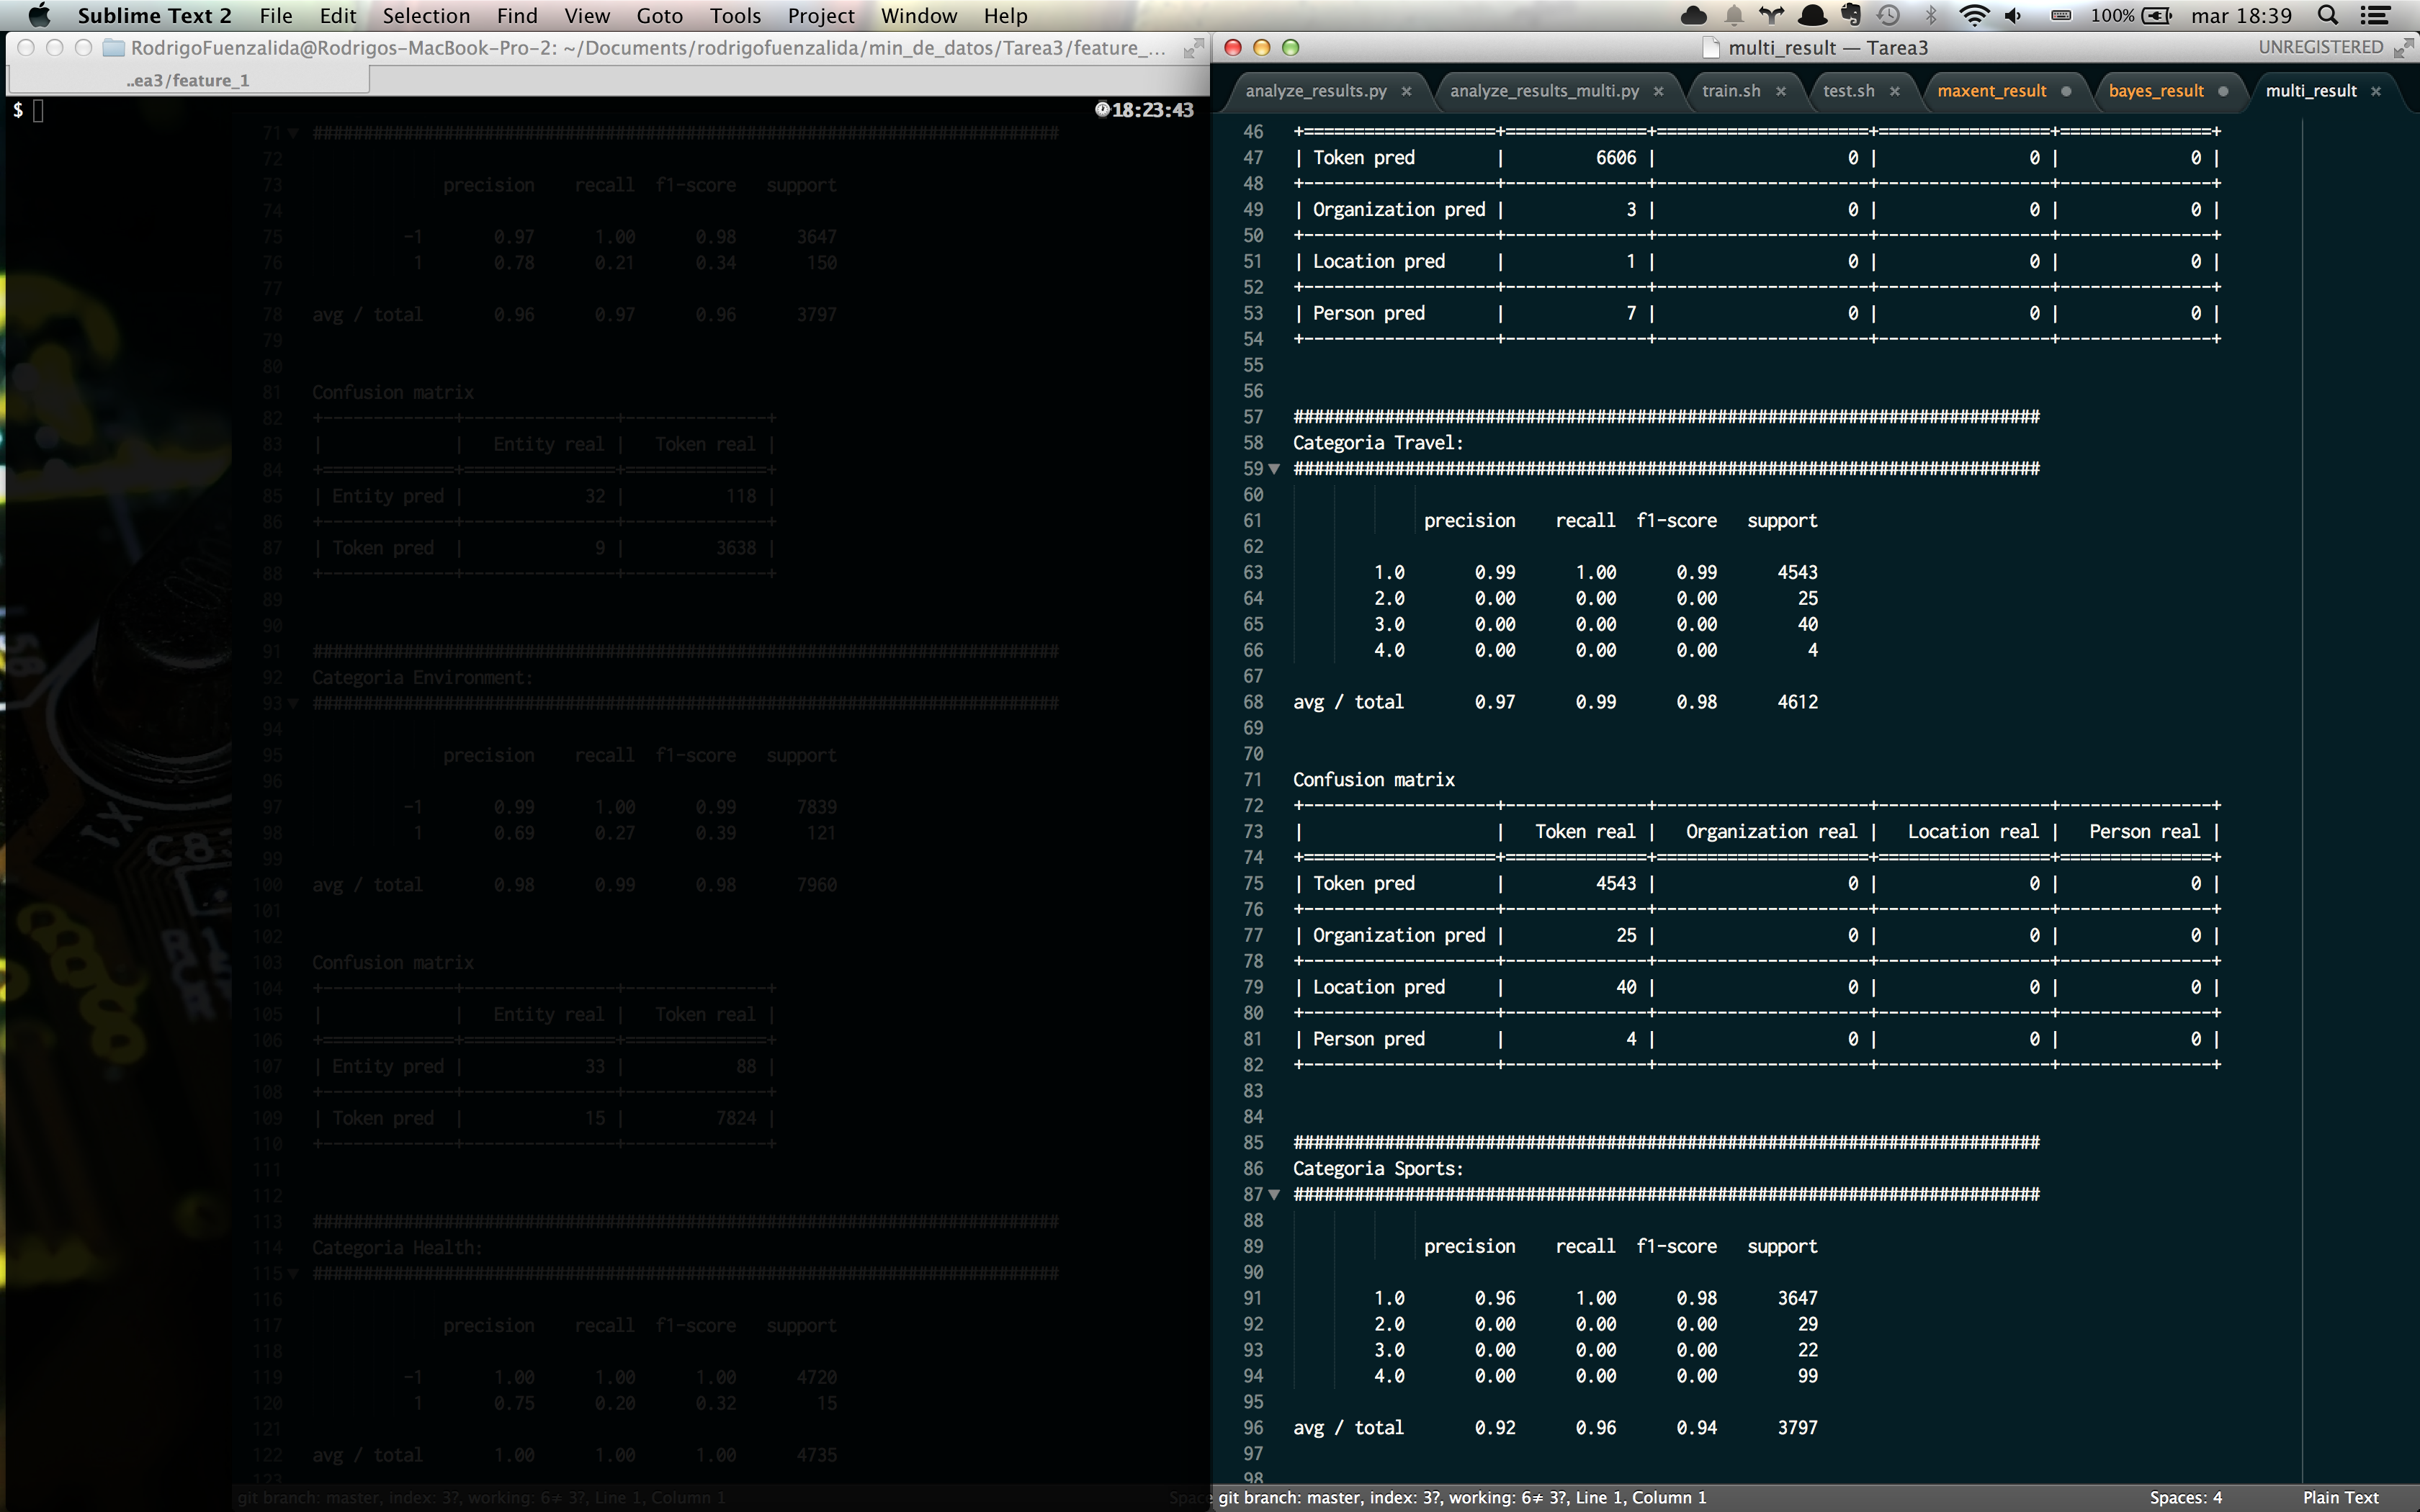 Sublime Text 2 File Edit Selection Find View Goto Tools Project Window Help 100% mar 18:39
RodrigoFuenzalida@Rodrigos-MacBook-Pro-2: ~/Documents/rodrigofuenzalida/min_de_datos/Tarea3/feature_...
..ea3/feature_1
$
18:23:43
71 ##########################################################################
72
73 precision recall f1-score support
74
75 -1 0.97 1.00 0.98 3647
76 1 0.78 0.21 0.34 150
77
78 avg / total 0.96 0.97 0.96 3797
79
80
81 Confusion matrix
82 +--------------+---------------+--------------+
83 | | Entity real | Token real |
84 +==============+===============+==============+
85 | Entity pred | 32 | 118 |
86 +--------------+---------------+--------------+
87 | Token pred | 9 | 3638 |
88 +--------------+---------------+--------------+
89
90
91 ##########################################################################
92 Categoria Environment:
93 ##########################################################################
94
95 precision recall f1-score support
96
97 -1 0.99 1.00 0.99 7839
98 1 0.69 0.27 0.39 121
99
100 avg / total 0.98 0.99 0.98 7960
101
102
103 Confusion matrix
104 +--------------+---------------+--------------+
105 | | Entity real | Token real |
106 +==============+===============+==============+
107 | Entity pred | 33 | 88 |
108 +--------------+---------------+--------------+
109 | Token pred | 15 | 7824 |
110 +--------------+---------------+--------------+
111
112
113 ##########################################################################
114 Categoria Health:
115 ##########################################################################
116
117 precision recall f1-score support
118
119 -1 1.00 1.00 1.00 4720
120 1 0.75 0.20 0.32 15
121
122 avg / total 1.00 1.00 1.00 4735
123
git branch: master, index: 3?, working: 6≠ 3?, Line 1, Column 1
multi_result — Tarea3 UNREGISTERED
analyze_results.py analyze_results_multi.py train.sh test.sh maxent_result bayes_result multi_result
46 +===================+==============+=====================+=================+===============+
47 | Token pred | 6606 | 0 | 0 | 0 |
48 +-------------------+--------------+---------------------+-----------------+---------------+
49 | Organization pred | 3 | 0 | 0 | 0 |
50 +-------------------+--------------+---------------------+-----------------+---------------+
51 | Location pred | 1 | 0 | 0 | 0 |
52 +-------------------+--------------+---------------------+-----------------+---------------+
53 | Person pred | 7 | 0 | 0 | 0 |
54 +-------------------+--------------+---------------------+-----------------+---------------+
55
56
57 ##########################################################################
58 Categoria Travel:
59 ##########################################################################
60
61 precision recall f1-score support
62
63 1.0 0.99 1.00 0.99 4543
64 2.0 0.00 0.00 0.00 25
65 3.0 0.00 0.00 0.00 40
66 4.0 0.00 0.00 0.00 4
67
68 avg / total 0.97 0.99 0.98 4612
69
70
71 Confusion matrix
72 +-------------------+--------------+---------------------+-----------------+---------------+
73 | | Token real | Organization real | Location real | Person real |
74 +===================+==============+=====================+=================+===============+
75 | Token pred | 4543 | 0 | 0 | 0 |
76 +-------------------+--------------+---------------------+-----------------+---------------+
77 | Organization pred | 25 | 0 | 0 | 0 |
78 +-------------------+--------------+---------------------+-----------------+---------------+
79 | Location pred | 40 | 0 | 0 | 0 |
80 +-------------------+--------------+---------------------+-----------------+---------------+
81 | Person pred | 4 | 0 | 0 | 0 |
82 +-------------------+--------------+---------------------+-----------------+---------------+
83
84
85 ##########################################################################
86 Categoria Sports:
87 ##########################################################################
88
89 precision recall f1-score support
90
91 1.0 0.96 1.00 0.98 3647
92 2.0 0.00 0.00 0.00 29
93 3.0 0.00 0.00 0.00 22
94 4.0 0.00 0.00 0.00 99
95
96 avg / total 0.92 0.96 0.94 3797
97
98
git branch: master, index: 3?, working: 6≠ 3?, Line 1, Column 1 Spaces: 4 Plain Text